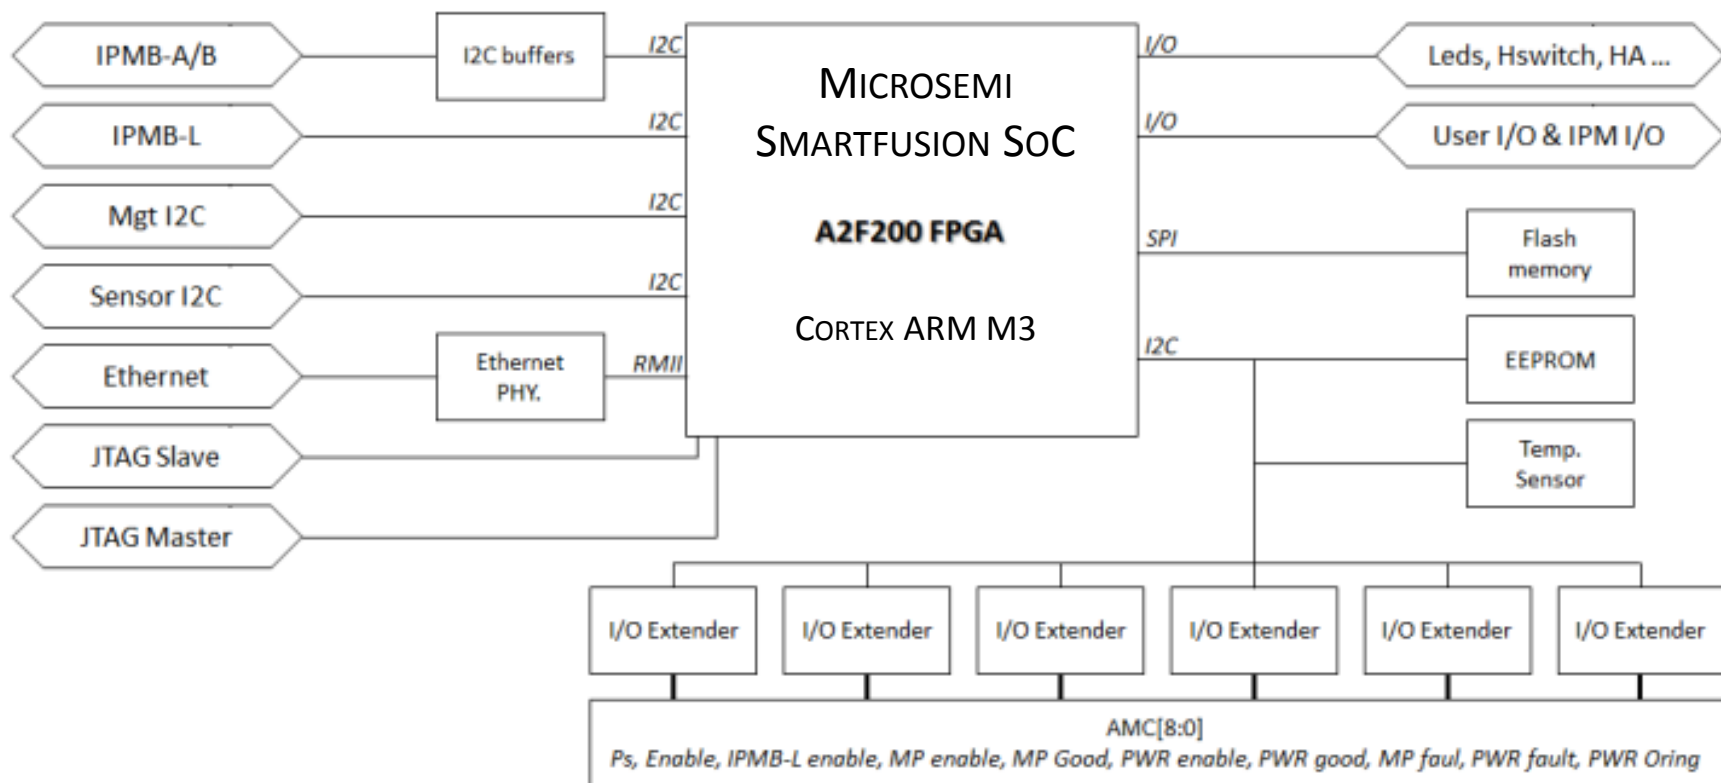 IPMB-A/B
I2C buffers
I2C
IPMB-L
I2C
Mgt I2C
I2C
Sensor I2C
I2C
Ethernet
Ethernet
PHY.
RMII
JTAG Slave
JTAG Master
MICROSEMI
SMARTFUSION SOC
A2F200 FPGA
CORTEX ARM M3
I/O
Leds, Hswitch, HA ...
I/O
User I/O & IPM I/O
SPI
Flash
memory
I2C
EEPROM
Temp.
Sensor
I/O Extender
I/O Extender
I/O Extender
I/O Extender
I/O Extender
I/O Extender
AMC[8:0]
Ps, Enable, IPMB-L enable, MP enable, MP Good, PWR enable, PWR good, MP faul, PWR fault, PWR Oring